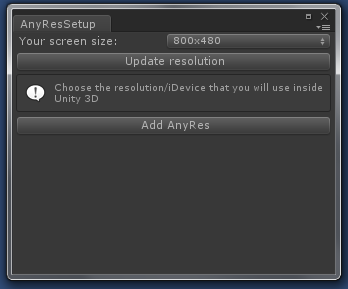 AnyResSetup
Your screen size: 800x480
Update resolution
Choose the resolution/iDevice that you will use inside
Unity 3D
Add AnyRes